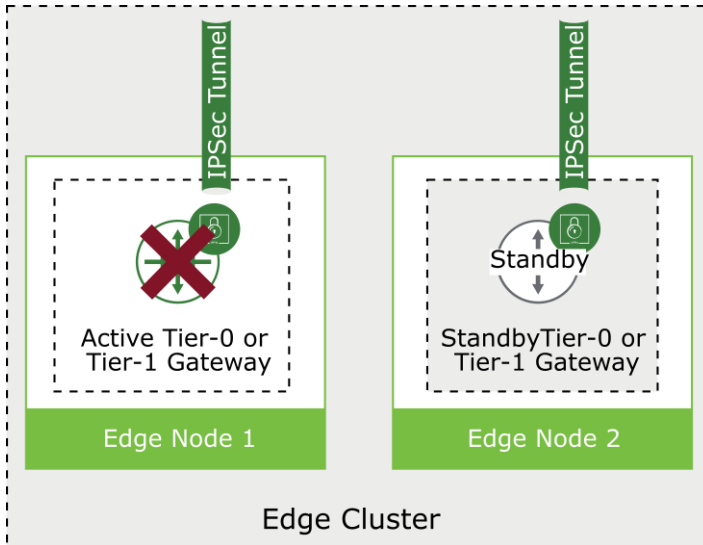 IPSec Tunnel
IPSec Tunnel
Standby
Active Tier-0 or
Tier-1 Gateway
StandbyTier-0 or
Tier-1 Gateway
Edge Node 1
Edge Node 2
Edge Cluster